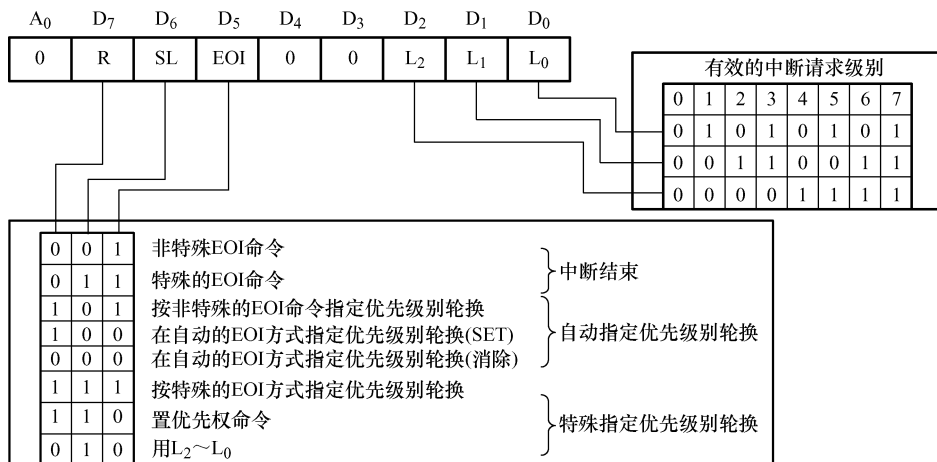 A₀ D₇ D₆ D₅ D₄ D₃ D₂ D₁ D₀
0 R SL EOI 0 0 L₂ L₁ L₀
有效的中断请求级别
0 1 2 3 4 5 6 7
0 1 0 1 0 1 0 1
0 0 1 1 0 0 1 1
0 0 0 0 1 1 1 1
0 0 1 非特殊EOI命令
0 1 1 特殊的EOI命令
中断结束
1 0 1 按非特殊的EOI命令指定优先级别轮换
1 0 0 在自动的EOI方式指定优先级别轮换(SET)
0 0 0 在自动的EOI方式指定优先级别轮换(消除)
自动指定优先级别轮换
1 1 1 按特殊的EOI方式指定优先级别轮换
1 1 0 置优先权命令
0 1 0 用L₂～L₀
特殊指定优先级别轮换